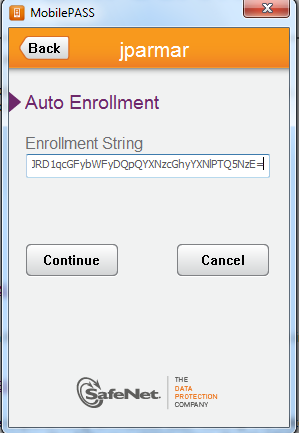 MobilePASS
Back
jparmar
Auto Enrollment
Enrollment String
JRD1qcGFybWFyDQpQYXNzcGhyYXNlPTQ5NzE=
Continue
Cancel
SafeNet.
THE
DATA
PROTECTION
COMPANY